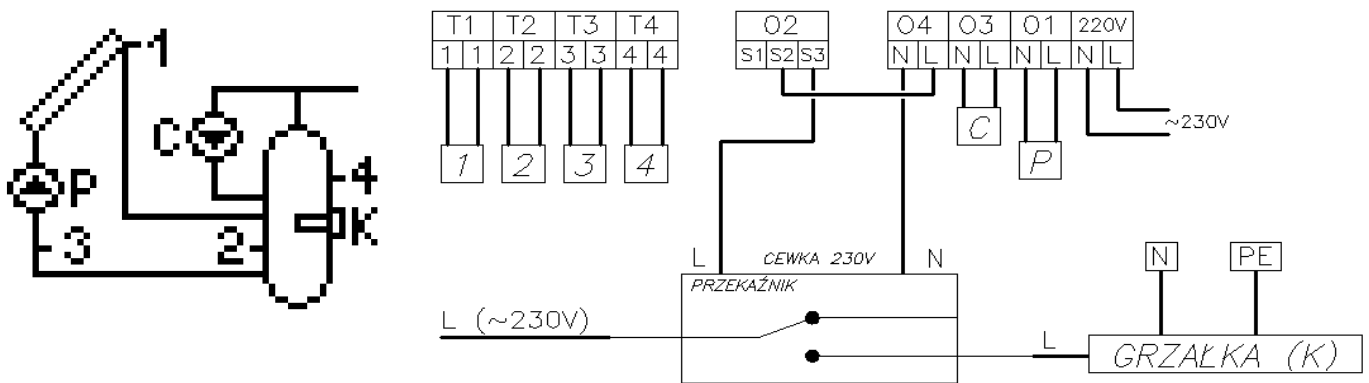 1
C
P
4
K
3
2
T1 T2 T3 T4
1 1 2 2 3 3 4 4
1 2 3 4
O2
S1 S2 S3
O4 O3 O1 220V
N L N L N L N L
C
P
~230V
L CEWKA 230V N
PRZEKAŹNIK
L (~230V)
L
N PE
GRZAŁKA (K)